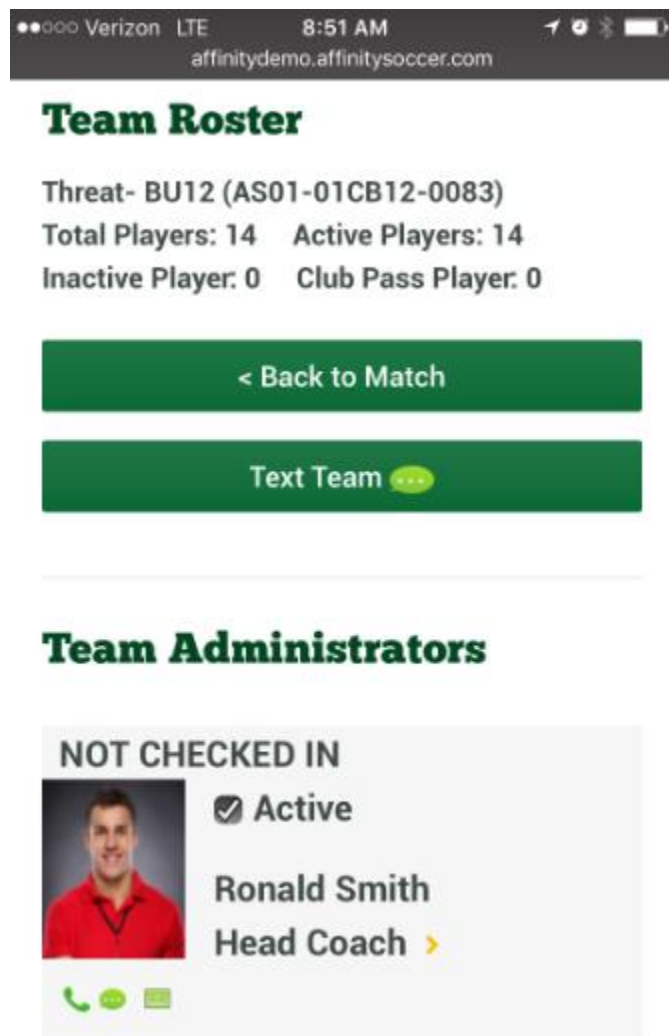 Verizon LTE 8:51 AM
affinitydemo.affinitysoccer.com
Team Roster
Threat- BU12 (AS01-01CB12-0083)
Total Players: 14 Active Players: 14
Inactive Player: 0 Club Pass Player: 0
< Back to Match
Text Team
Team Administrators
NOT CHECKED IN
Active
Ronald Smith
Head Coach >